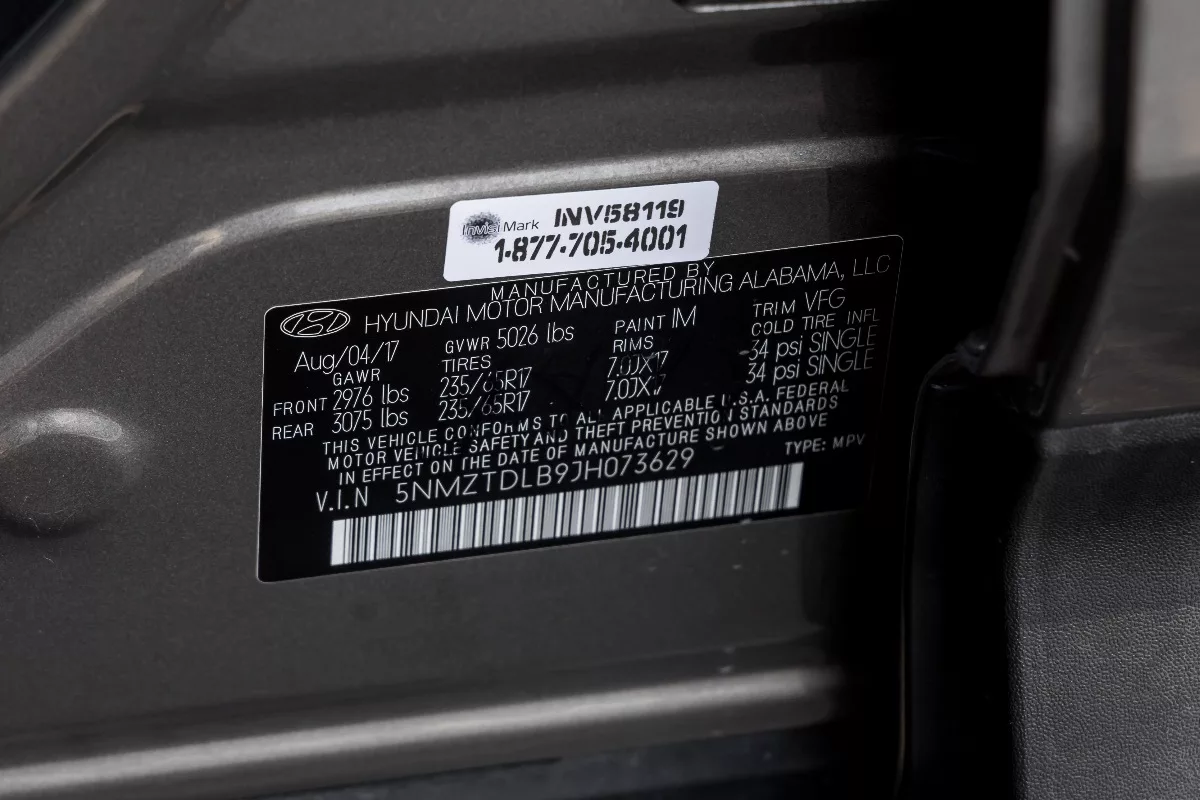 Invisi Mark INV58119
1-877-705-4001
MANUFACTURED BY
HYUNDAI MOTOR MANUFACTURING ALABAMA, LLC
Aug/04/17 GVWR 5026 lbs PAINT IM TRIM VFG
GAWR TIRES RIMS COLD TIRE INFL
FRONT 2976 lbs 235/65R17 7.0JX17 34 psi SINGLE
REAR 3075 lbs 235/65R17 7.0JX17 34 psi SINGLE
THIS VEHICLE CONFORMS TO ALL APPLICABLE U.S.A. FEDERAL
MOTOR VEHICLE SAFETY AND THEFT PREVENTION STANDARDS
IN EFFECT ON THE DATE OF MANUFACTURE SHOWN ABOVE
V.I.N 5NMZTDLB9JH073629 TYPE: MPV